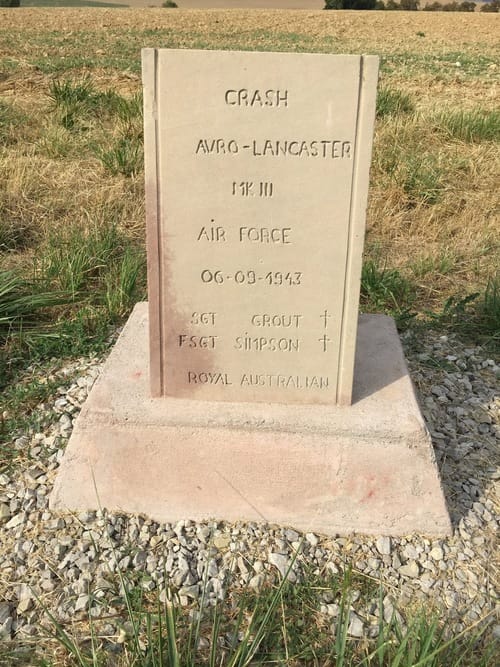 CRASH
AVRO-LANCASTER
MK III
AIR FORCE
06-09-1943
SGT GROUT †
FSGT SIMPSON †
ROYAL AUSTRALIAN